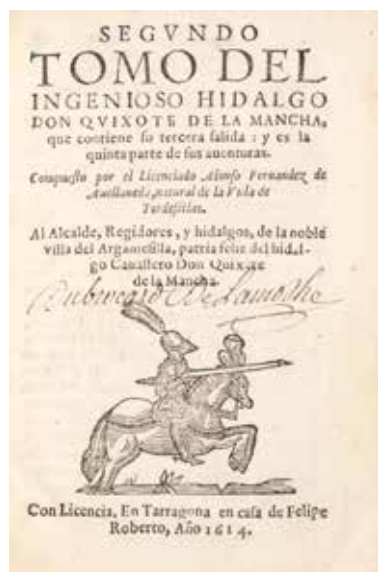 SEGVNDO
TOMO DEL
INGENIOSO HIDALGO
DON QVIXOTE DE LA MANCHA,
que contiene su tercera salida : y es la
quinta parte de sus auenturas.
Compuesto por el Licenciado Alonso Fernandez de
Auellaneda, natural de la Villa de
Tordesillas.
Al Alcalde, Regidores, y hidalgos, de la noble
villa del Argamesilla, patria feliz del hidal-
go Cauallero Don Quixote
de la Mancha.
Con Licencia, En Tarragona en casa de Felipe
Roberto, Año 1614.